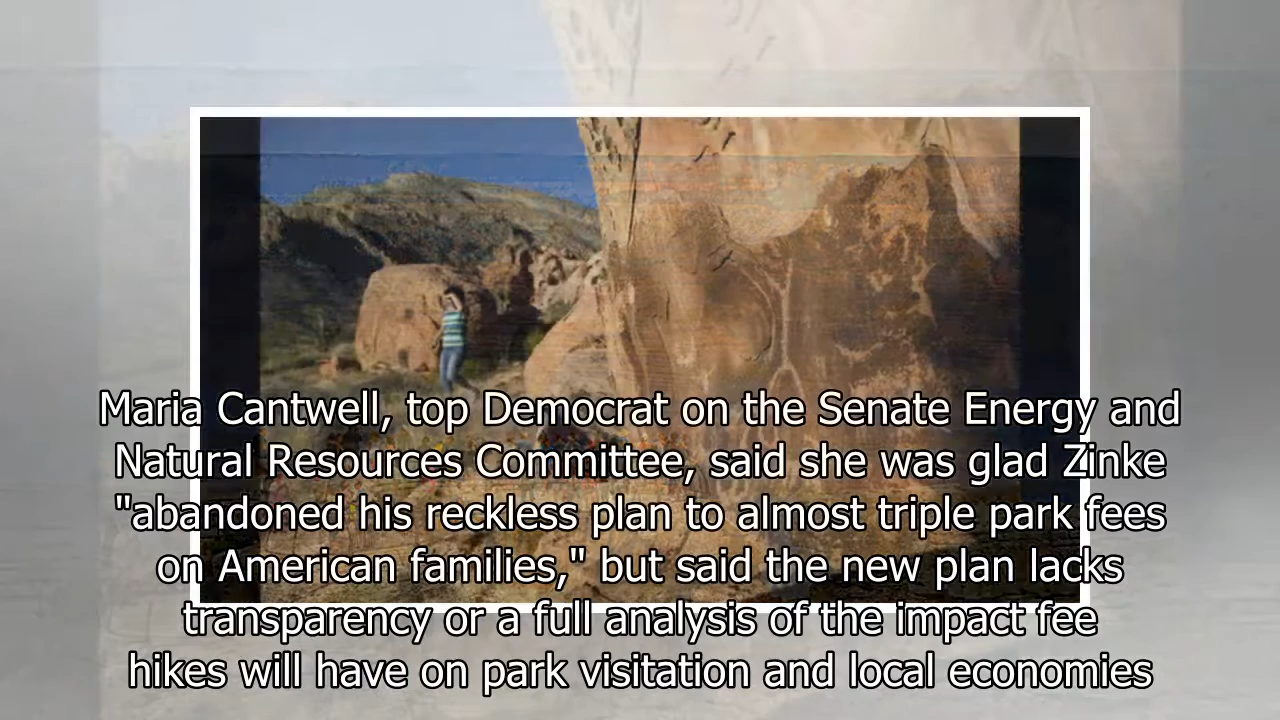 Maria Cantwell, top Democrat on the Senate Energy and
Natural Resources Committee, said she was glad Zinke
"abandoned his reckless plan to almost triple park fees
on American families," but said the new plan lacks
transparency or a full analysis of the impact fee
hikes will have on park visitation and local economies